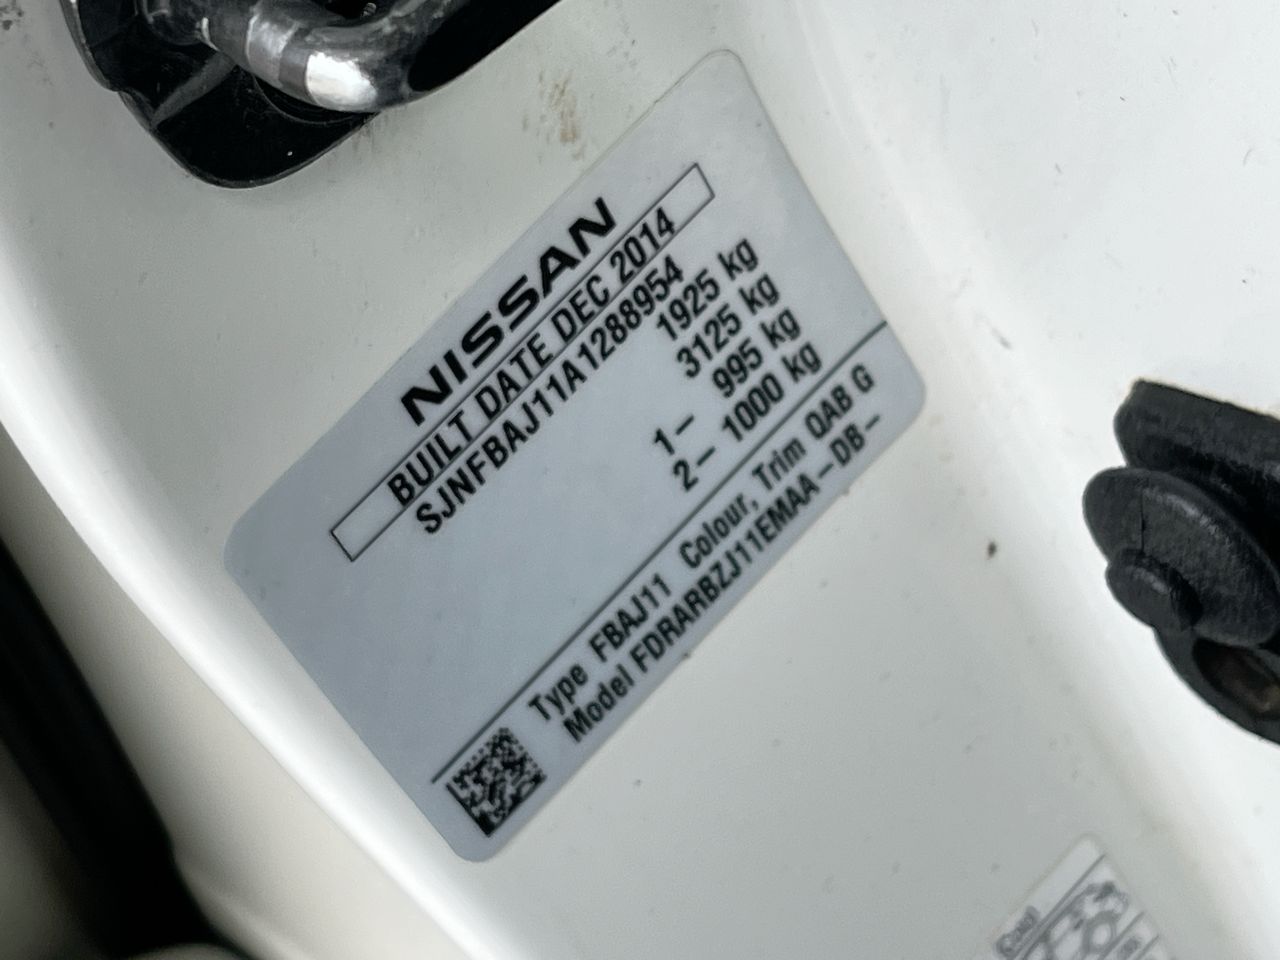 NISSAN
BUILT DATE DEC 2014
SJNFBAJ11A1288954
1925 kg
3125 kg
1– 995 kg
2– 1000 kg
Type FBAJ11 Colour, Trim QAB G
Model FDRARBZJ11EMAA–DB–
Cold